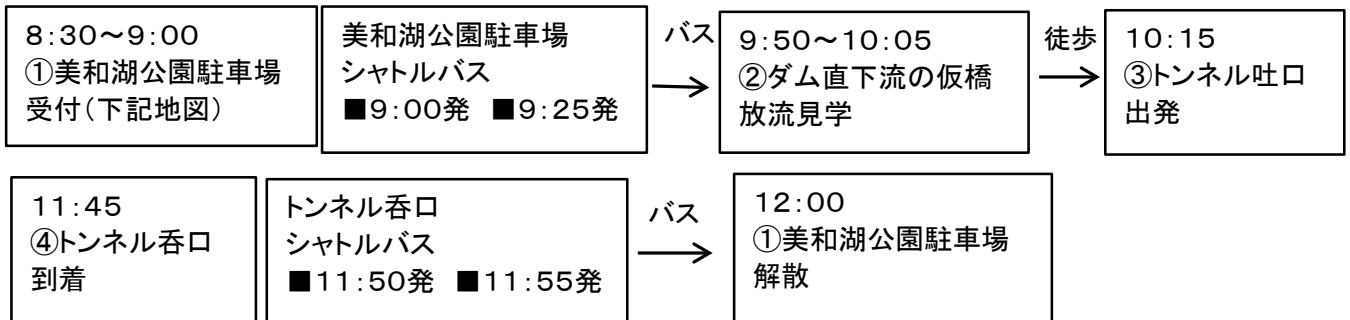 8:30～9:00
①美和湖公園駐車場
受付(下記地図)
美和湖公園駐車場
シャトルバス
■9:00発 ■9:25発
バス
9:50～10:05
②ダム直下流の仮橋
放流見学
徒歩
10:15
③トンネル吐口
出発
11:45
④トンネル呑口
到着
トンネル呑口
シャトルバス
■11:50発 ■11:55発
バス
12:00
①美和湖公園駐車場
解散